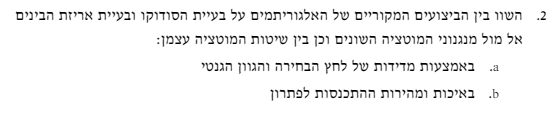 2. השוו בין הביצועים המקוריים של האלגוריתמים על בעיית הסודוקו ובעיית אריזת הבינים
אל מול מנגנוני המוטציה השונים וכן בין שיטות המוטציה עצמן:
a. באמצעות מדידות של לחץ הבחירה והגוון הגנטי
b. באיכות ומהירות ההתכנסות לפתרון